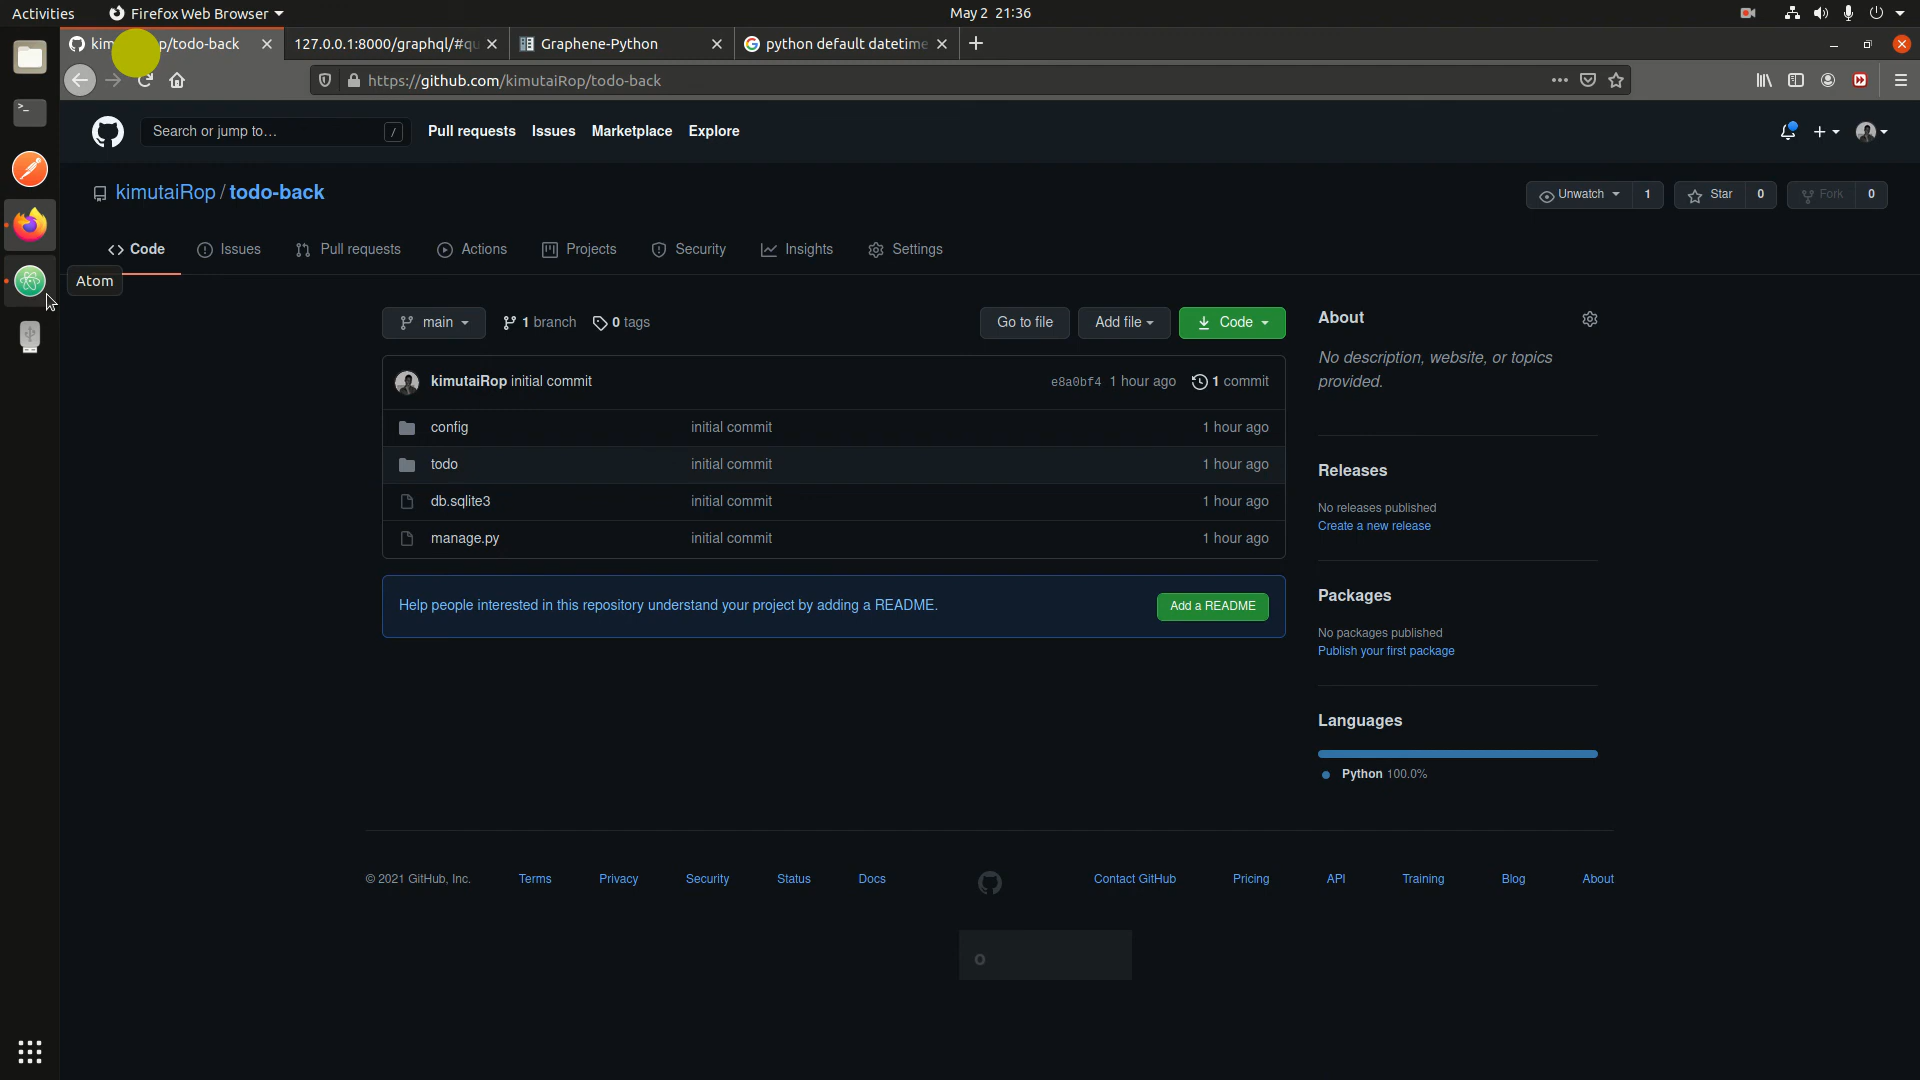 Activities
Firefox Web Browser
May 2 21:36
p/todo-back
127.0.0.1:8000/graphql/#qu
Graphene-Python
python default datetime
https://github.com/kimutaiRop/todo-back
Search or jump to…
/
Pull requests
Issues
Marketplace
Explore
kimutaiRop / todo-back
Unwatch
1
Star
0
Fork
0
Code
Issues
Pull requests
Actions
Projects
Security
Insights
Settings
Atom
main
1 branch
0 tags
Go to file
Add file
Code
About
No description, website, or topics
provided.
kimutaiRop initial commit
e8a0bf4 1 hour ago
1 commit
config
initial commit
1 hour ago
todo
initial commit
1 hour ago
db.sqlite3
initial commit
1 hour ago
manage.py
initial commit
1 hour ago
Releases
No releases published
Create a new release
Help people interested in this repository understand your project by adding a README.
Add a README
Packages
No packages published
Publish your first package
Languages
Python 100.0%
© 2021 GitHub, Inc.
Terms
Privacy
Security
Status
Docs
Contact GitHub
Pricing
API
Training
Blog
About
o